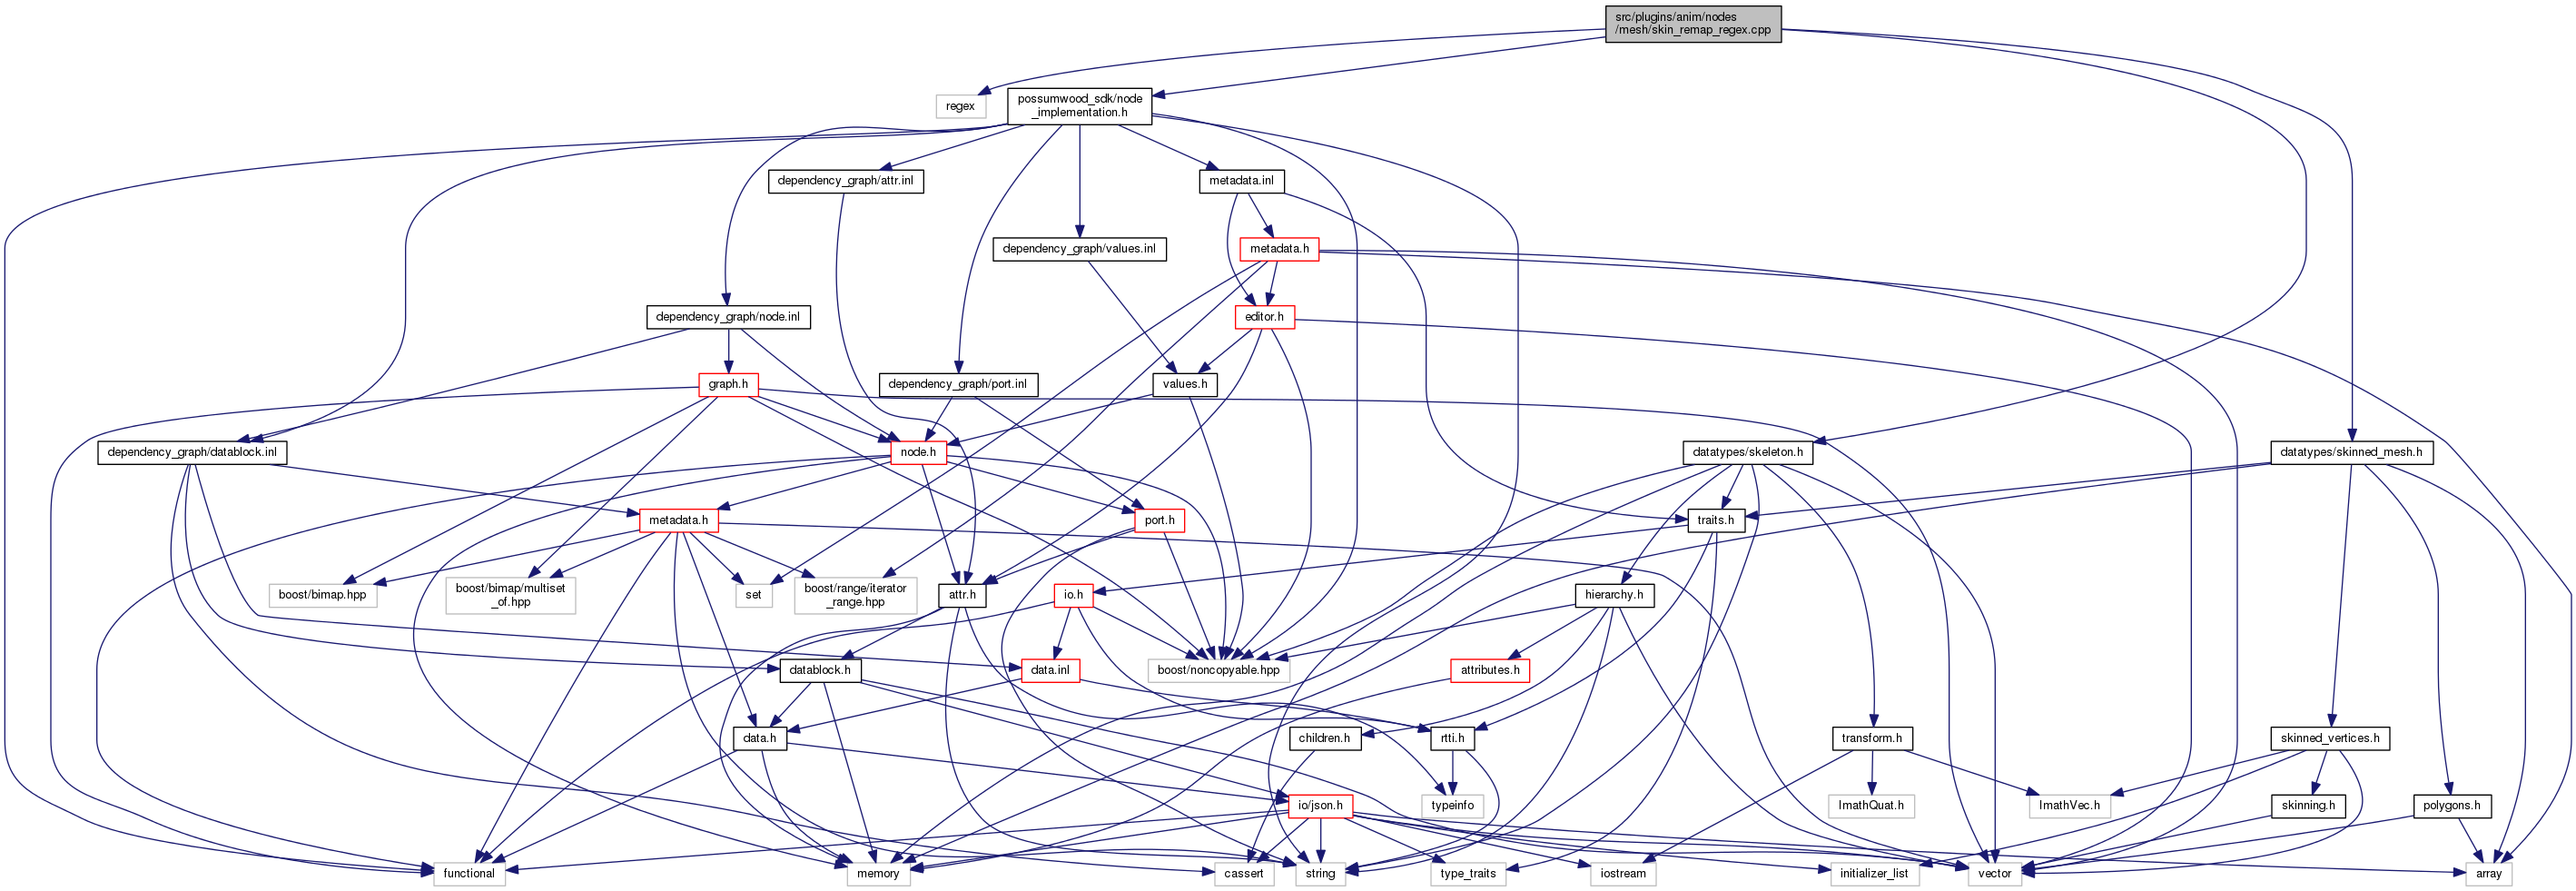 src/plugins/anim/nodes
/mesh/skin_remap_regex.cpp
regex
possumwood_sdk/node
_implementation.h
dependency_graph/attr.inl
metadata.inl
dependency_graph/values.inl
metadata.h
dependency_graph/node.inl
editor.h
graph.h
dependency_graph/port.inl
values.h
dependency_graph/datablock.inl
node.h
datatypes/skeleton.h
datatypes/skinned_mesh.h
metadata.h
port.h
traits.h
boost/bimap.hpp
boost/bimap/multiset
_of.hpp
set
boost/range/iterator
_range.hpp
attr.h
io.h
hierarchy.h
datablock.h
data.inl
boost/noncopyable.hpp
attributes.h
data.h
children.h
rtti.h
transform.h
skinned_vertices.h
io/json.h
typeinfo
ImathQuat.h
ImathVec.h
skinning.h
polygons.h
functional
memory
cassert
string
type_traits
iostream
initializer_list
vector
array